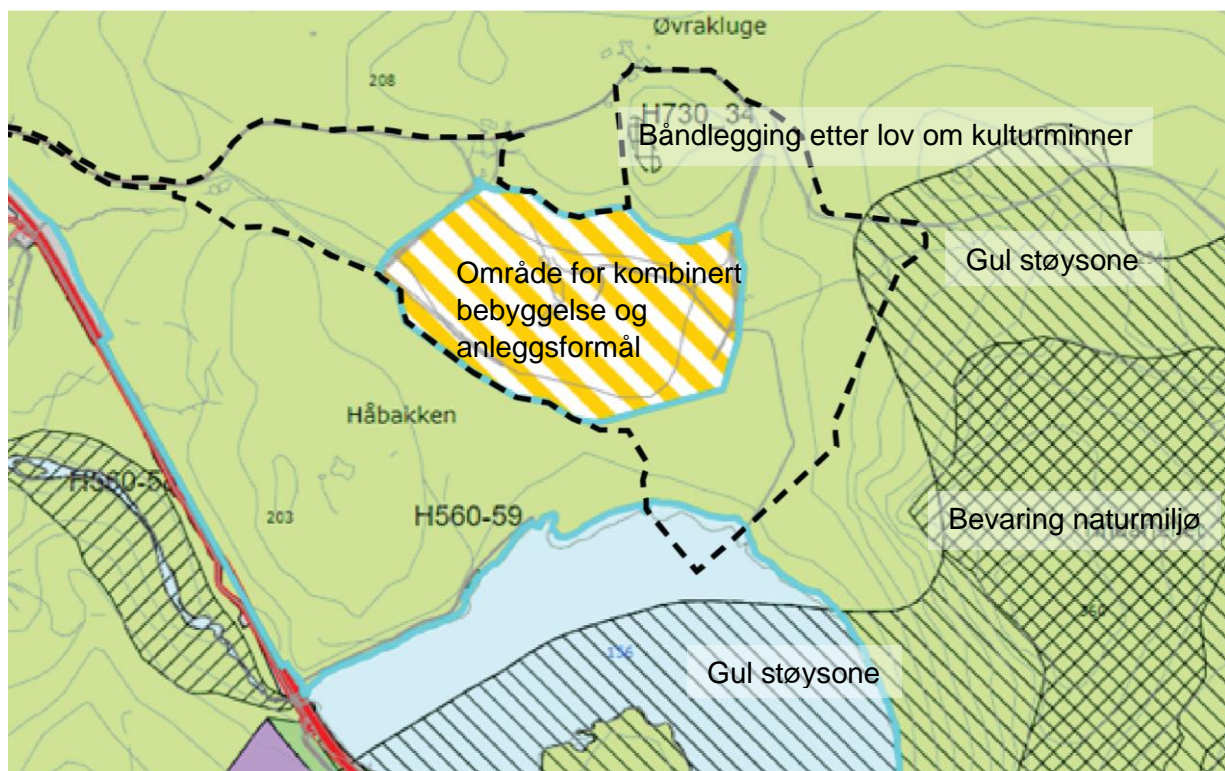 Øvrakluge
208
H730_34
Båndlegging etter lov om kulturminner
Gul støysone
Område for kombinert
bebyggelse og
anleggsformål
Håbakken
H560-59
203
Bevaring naturmiljø
156
Gul støysone